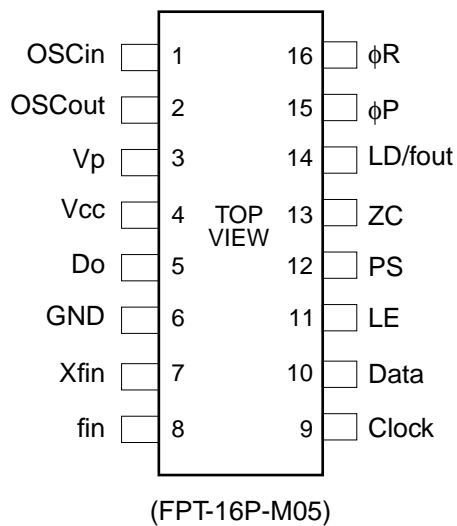 OSCin 1 16 ϕR
OSCout 2 15 ϕP
Vp 3 14 LD/fout
Vcc 4 13 ZC
TOP
VIEW
Do 5 12 PS
GND 6 11 LE
Xfin 7 10 Data
fin 8 9 Clock
(FPT-16P-M05)